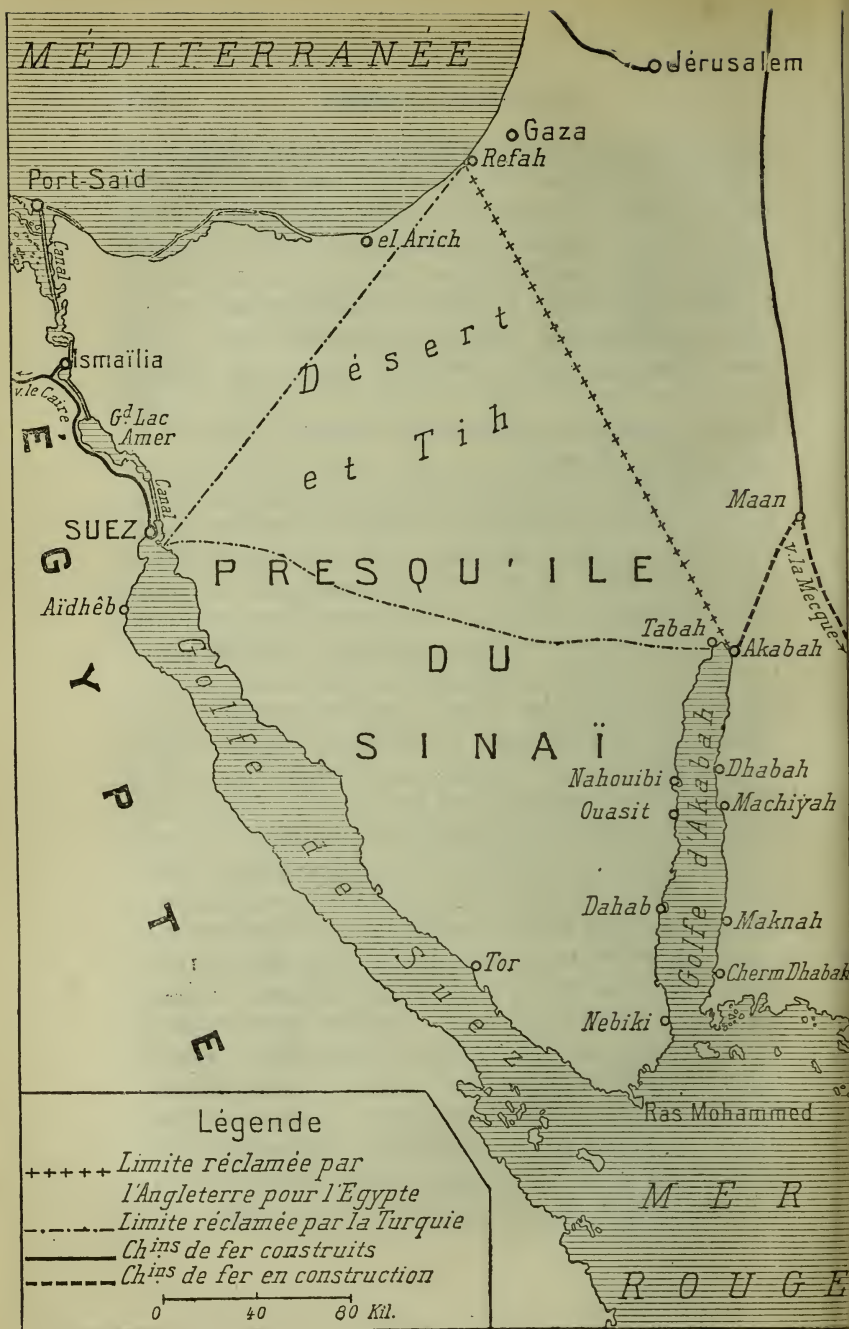 MÉDITERRANÉE
Jérusalem
Gaza
Refah
Port-Saïd
el Arich
Canal
Désert
et Tih
Ismaïlia
v. le Caire
Gd. Lac
Amer
Canal
SUEZ
Maan
v. la Mecque
PRESQU'ILE
DU
SINAÏ
Aïdhêb
Tabah
Akabah
ÉGYPTE
Golfe de Suez
Golfe d'Akabah
Nahouibi
Dhabah
Ouasit
Machiyah
Dahab
Maknah
Tor
Cherm Dhabak
Nebiki
Ras Mohammed
MER
ROUGE
Légende
+++++ Limite réclamée par
l'Angleterre pour l'Egypte
Limite réclamée par la Turquie
Chins de fer construits
Chins de fer en construction
0 40 80 Kil.